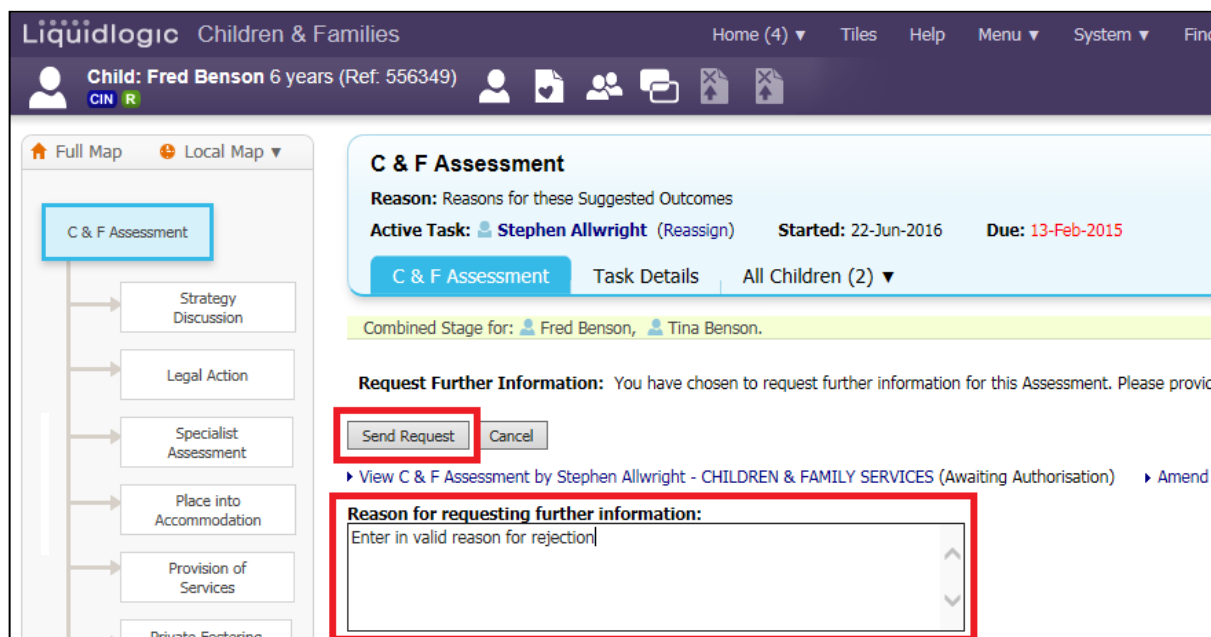 Liquidlogic Children & Families
Home (4) ▼ Tiles Help Menu ▼ System ▼
Child: Fred Benson 6 years (Ref: 556349)
CIN R
Full Map Local Map ▼
C & F Assessment
Strategy
Discussion
Legal Action
Specialist
Assessment
Place into
Accommodation
Provision of
Services
Private Fostering
C & F Assessment
Reason: Reasons for these Suggested Outcomes
Active Task: Stephen Allwright (Reassign) Started: 22-Jun-2016 Due: 13-Feb-2015
C & F Assessment Task Details All Children (2) ▼
Combined Stage for: Fred Benson, Tina Benson.
Request Further Information: You have chosen to request further information for this Assessment. Please
Send Request Cancel
View C & F Assessment by Stephen Allwright - CHILDREN & FAMILY SERVICES (Awaiting Authorisation) Amend
Reason for requesting further information:
Enter in valid reason for rejection